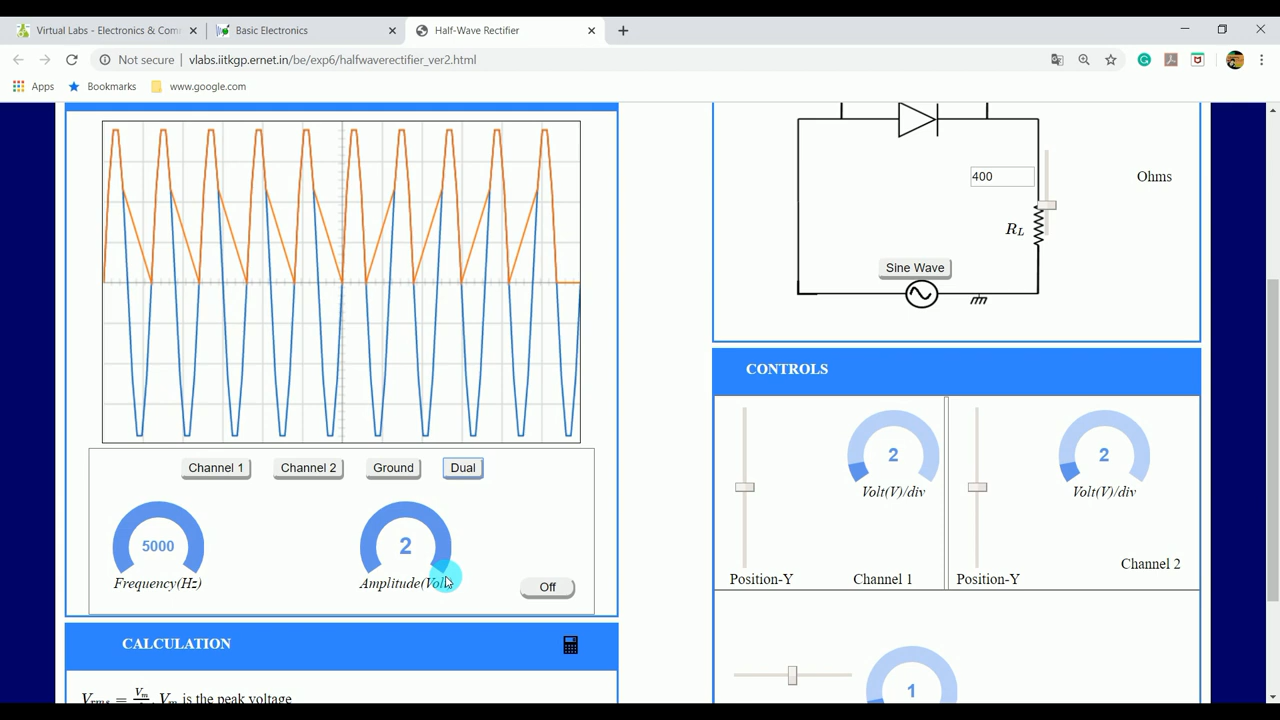 Virtual Labs - Electronics & Com
Basic Electronics
Half-Wave Rectifier
Not secure
vlabs.iitkgp.ernet.in/be/exp6/halfwaverectifier_ver2.html
Apps
Bookmarks
www.google.com
400
Ohms
RL
Sine Wave
CONTROLS
2
2
Volt(V)/div
Volt(V)/div
Channel 2
Position-Y
Channel 1
Position-Y
1
Channel 1
Channel 2
Ground
Dual
5000
2
Frequency(Hz)
Amplitude(Volt
Off
CALCULATION
Vrms = Vm , Vm is the peak voltage